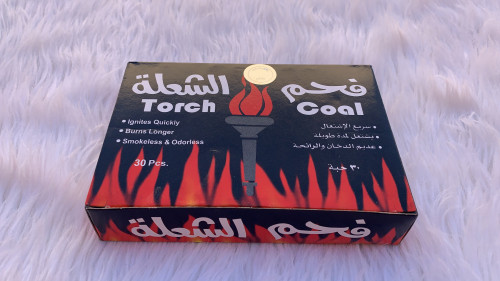 فحم الشعلة
Torch Coal
• Ignites Quickly
• Burns Longer
• Smokeless & Odorless
30 Pcs.
• سريع الإشتعال
• يشتعل لمدة طويلة
• عديم الدخان والرائحة
٣٠ حبة
فحم الشعلة